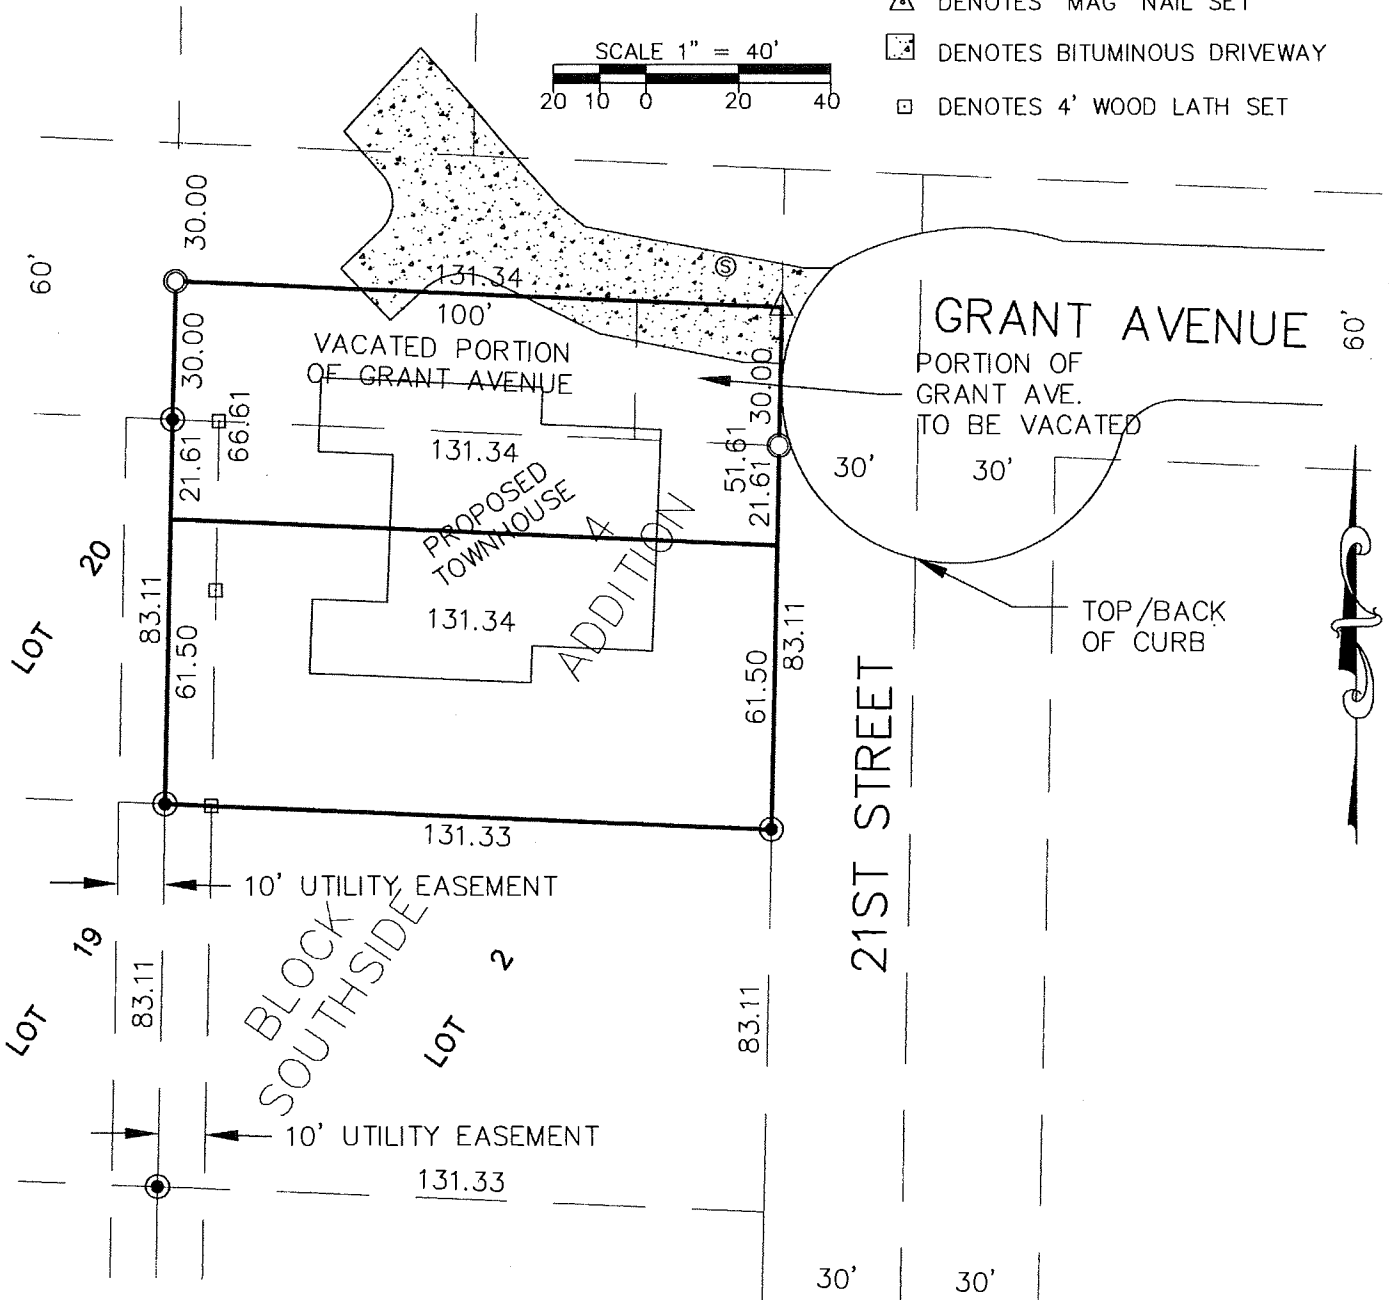 DENOTES "MAG" NAIL SET
SCALE 1" = 40'
20 10 0 20 40
DENOTES BITUMINOUS DRIVEWAY
DENOTES 4' WOOD LATH SET
30.00
60'
131.34
100'
S
GRANT AVENUE
60'
30.00
VACATED PORTION
OF GRANT AVENUE
30.00
PORTION OF
GRANT AVE.
TO BE VACATED
66.61
21.61
131.34
51.61
21.61
30'
30'
PROPOSED
TOWNHOUSE
A
ADDITION
LOT 20
83.11
61.50
131.34
61.50
83.11
TOP/BACK
OF CURB
21ST STREET
131.33
10' UTILITY EASEMENT
LOT 19
83.11
BLOCK
SOUTHSIDE
LOT 2
83.11
10' UTILITY EASEMENT
131.33
30'
30'